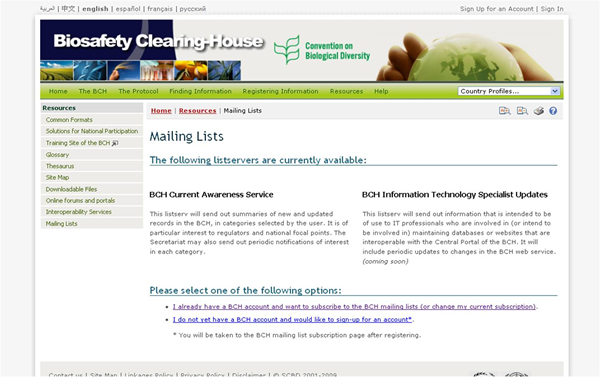 العربية | 中文 | english | español | français | русский
Sign Up for an Account | Sign In
Biosafety Clearing-House
Convention on
Biological Diversity
Home The BCH The Protocol Finding Information Registering Information Resources Help
Country Profiles...
Resources
Common Formats
Solutions for National Participation
Training Site of the BCH
Glossary
Thesaurus
Site Map
Downloadable Files
Online forums and portals
Interoperability Services
Mailing Lists
Home | Resources | Mailing Lists
Mailing Lists
The following listservers are currently available:
BCH Current Awareness Service
This listserv will send out summaries of new and updated
records in the BCH, in categories selected by the user. It is
of particular interest to regulators and national focal points. The
Secretariat may also send out periodic notifications of interest
in each category.
BCH Information Technology Specialist Updates
This listserv will send out information that is intended to be
of use to IT professionals who are involved in (or intend to
be involved in) maintaining databases or websites that are
interoperable with the Central Portal of the BCH. It will
include periodic updates to changes in the BCH web service.
(coming soon)
Please select one of the following options:
I already have a BCH account and want to subscribe to the BCH mailing lists (or change my current subscription).
I do not yet have a BCH account and would like to sign-up for an account*.
* You will be taken to the BCH mailing list subscription page after registering.
Contact us | Site Map | Linkages Policy | Privacy Policy | Disclaimer | © SCBD 2001-2009